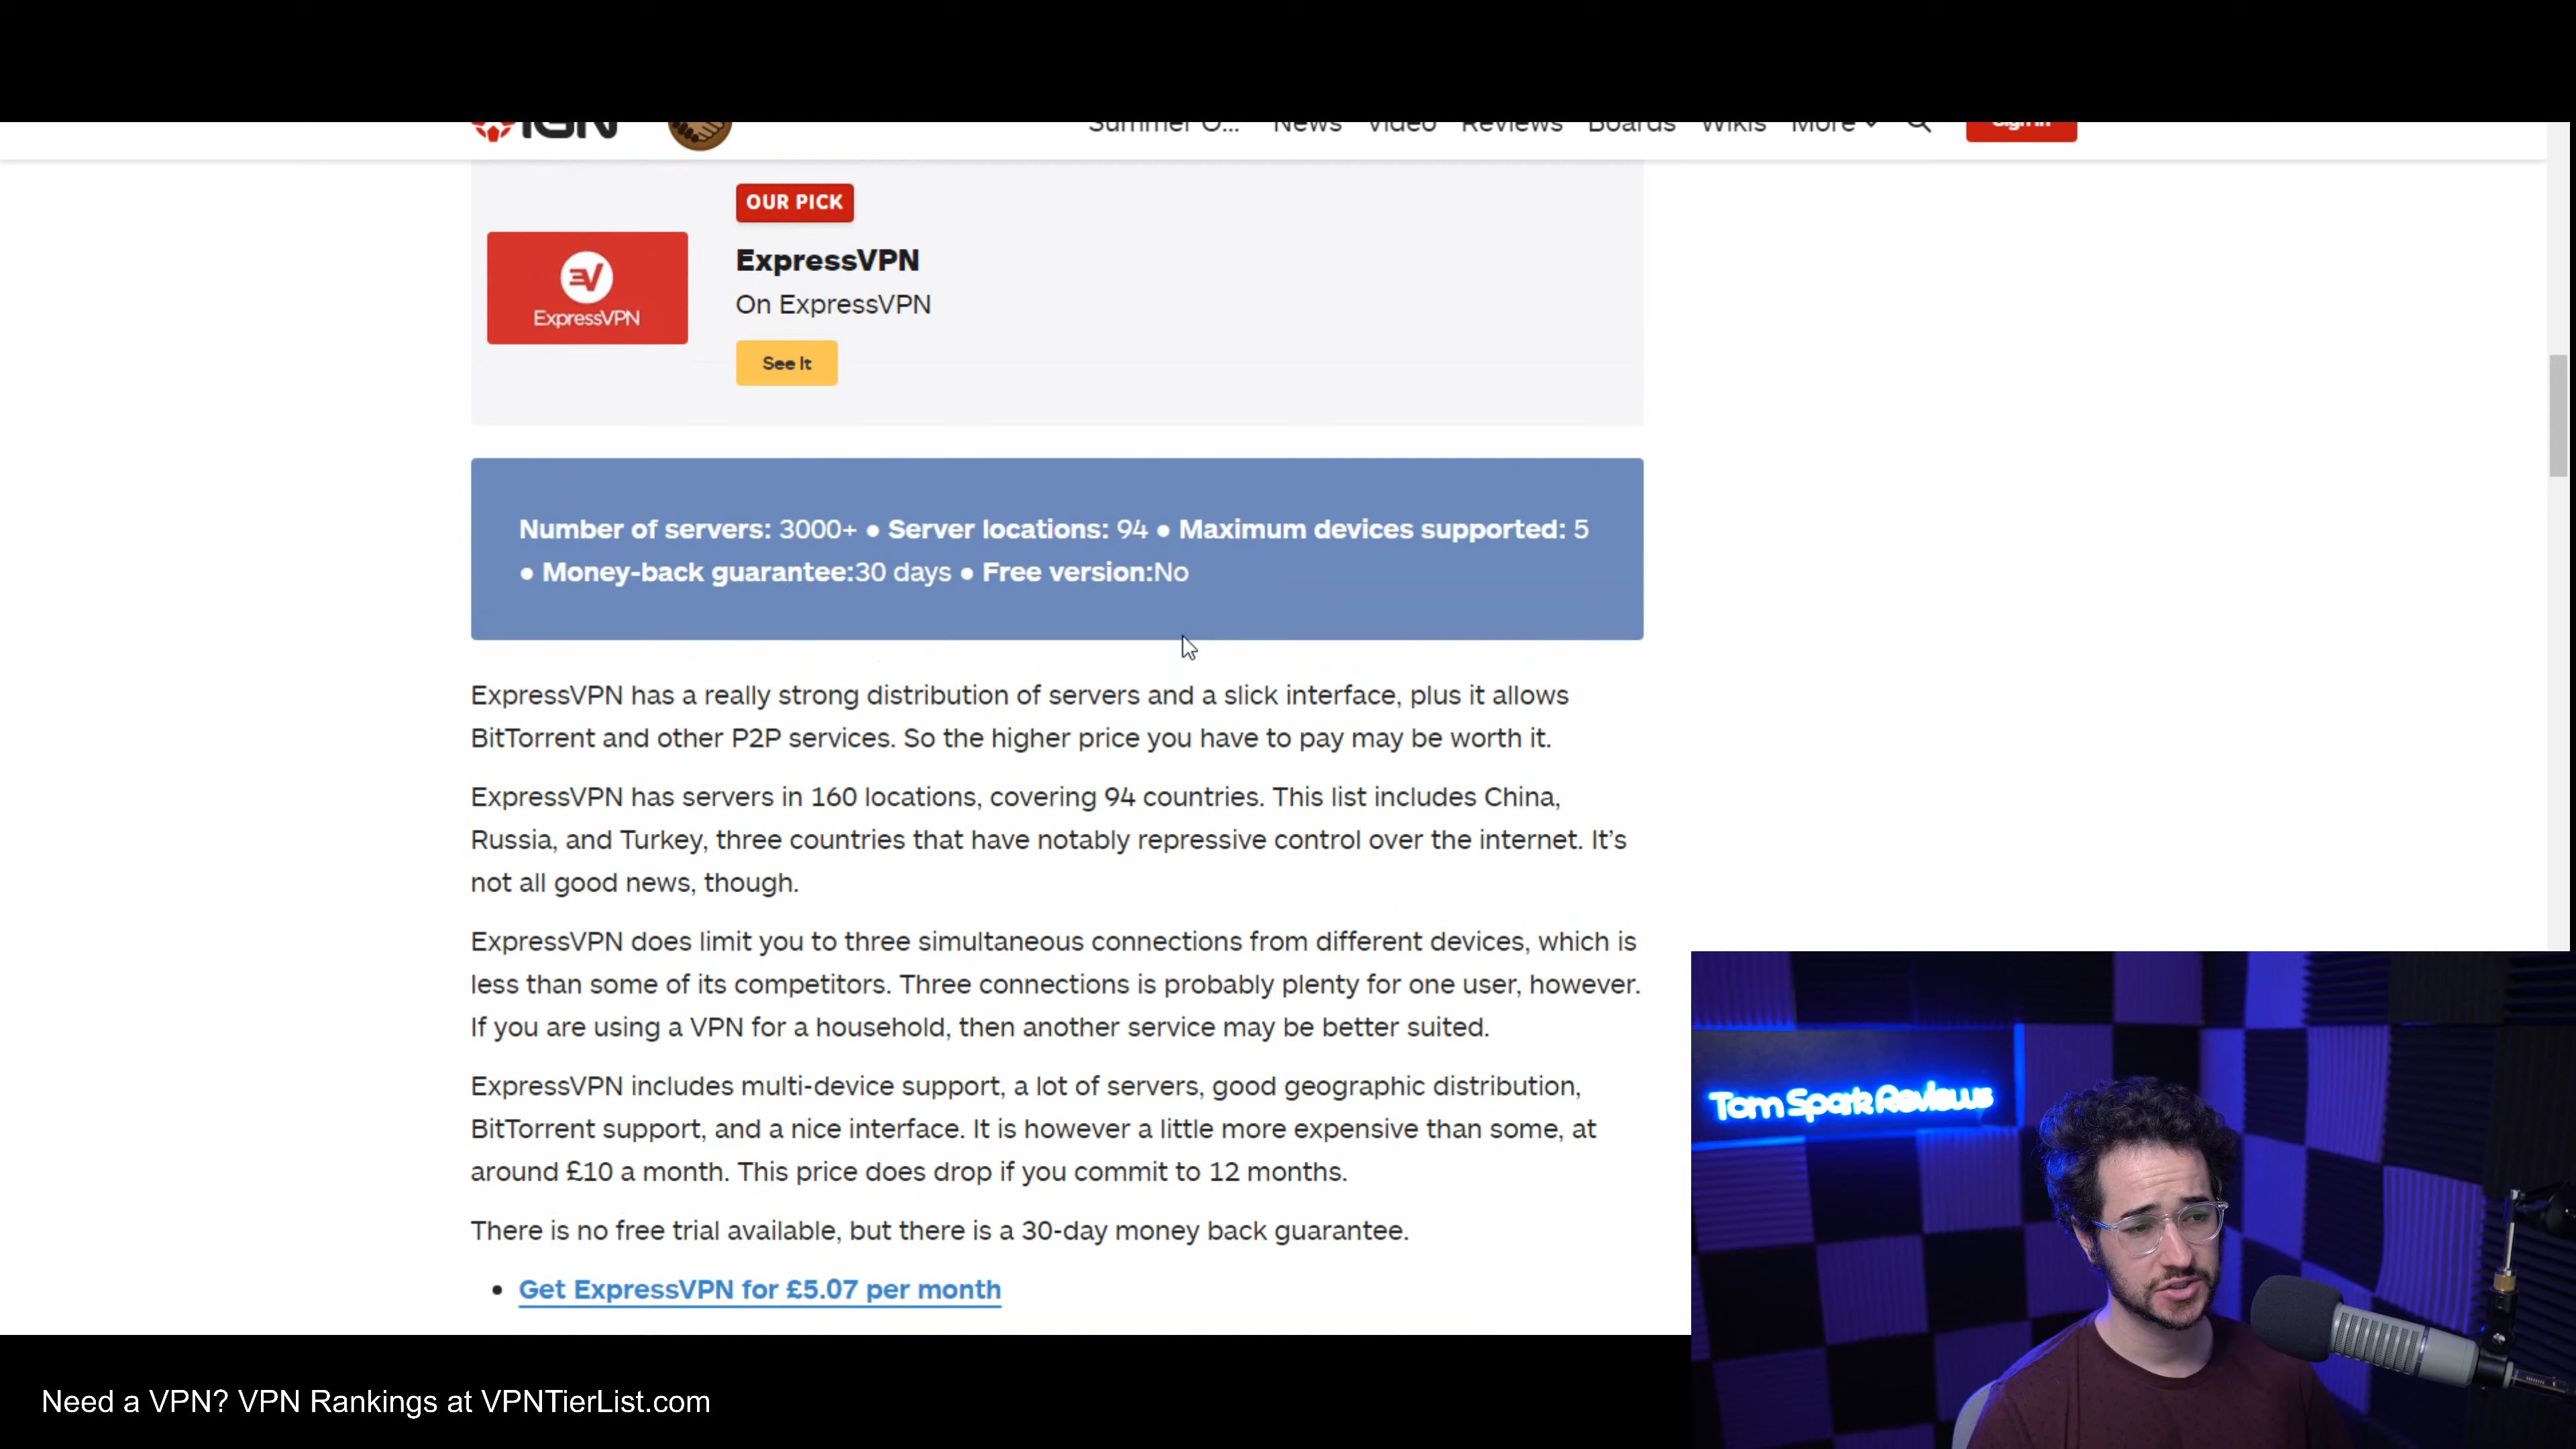 IGN
Summer O... News Video Reviews Boards Wikis More Sign In
OUR PICK
ExpressVPN
On ExpressVPN
See It
ExpressVPN
Number of servers: 3000+ ● Server locations: 94 ● Maximum devices supported: 5
● Money-back guarantee:30 days ● Free version:No
ExpressVPN has a really strong distribution of servers and a slick interface, plus it allows
BitTorrent and other P2P services. So the higher price you have to pay may be worth it.
ExpressVPN has servers in 160 locations, covering 94 countries. This list includes China,
Russia, and Turkey, three countries that have notably repressive control over the internet. It’s
not all good news, though.
ExpressVPN does limit you to three simultaneous connections from different devices, which is
less than some of its competitors. Three connections is probably plenty for one user, however.
If you are using a VPN for a household, then another service may be better suited.
ExpressVPN includes multi-device support, a lot of servers, good geographic distribution,
BitTorrent support, and a nice interface. It is however a little more expensive than some, at
around £10 a month. This price does drop if you commit to 12 months.
There is no free trial available, but there is a 30-day money back guarantee.
• Get ExpressVPN for £5.07 per month
Tom Spark Reviews
Need a VPN? VPN Rankings at VPNTierList.com